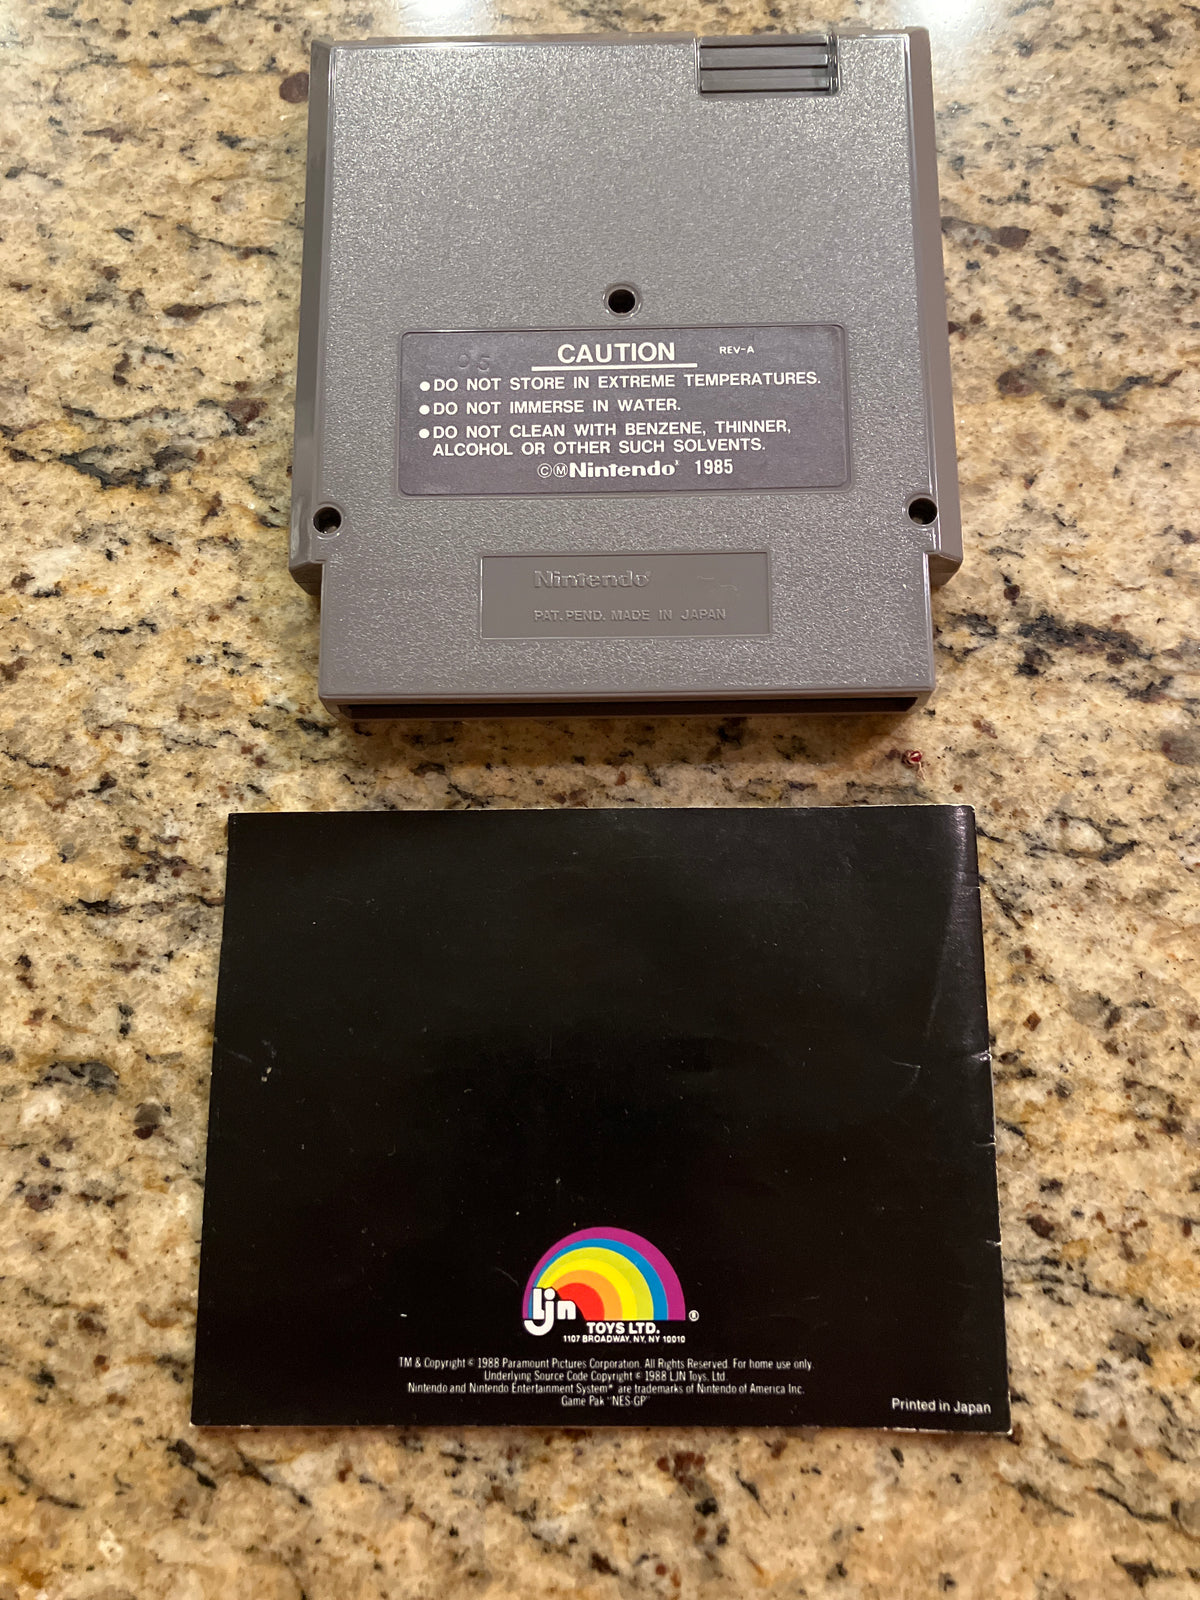 CAUTION REV-A
●DO NOT STORE IN EXTREME TEMPERATURES.
●DO NOT IMMERSE IN WATER.
●DO NOT CLEAN WITH BENZENE, THINNER,
ALCOHOL OR OTHER SUCH SOLVENTS.
©ⓂNintendo® 1985
Nintendo®
PAT. PEND. MADE IN JAPAN
ljn ®
TOYS LTD.
1107 BROADWAY, NY, NY 10010
TM & Copyright © 1988 Paramount Pictures Corporation. All Rights Reserved. For home use only.
Underlying Source Code Copyright © 1988 LJN Toys, Ltd.
Nintendo and Nintendo Entertainment System® are trademarks of Nintendo of America Inc.
Game Pak "NES-GP"
Printed in Japan